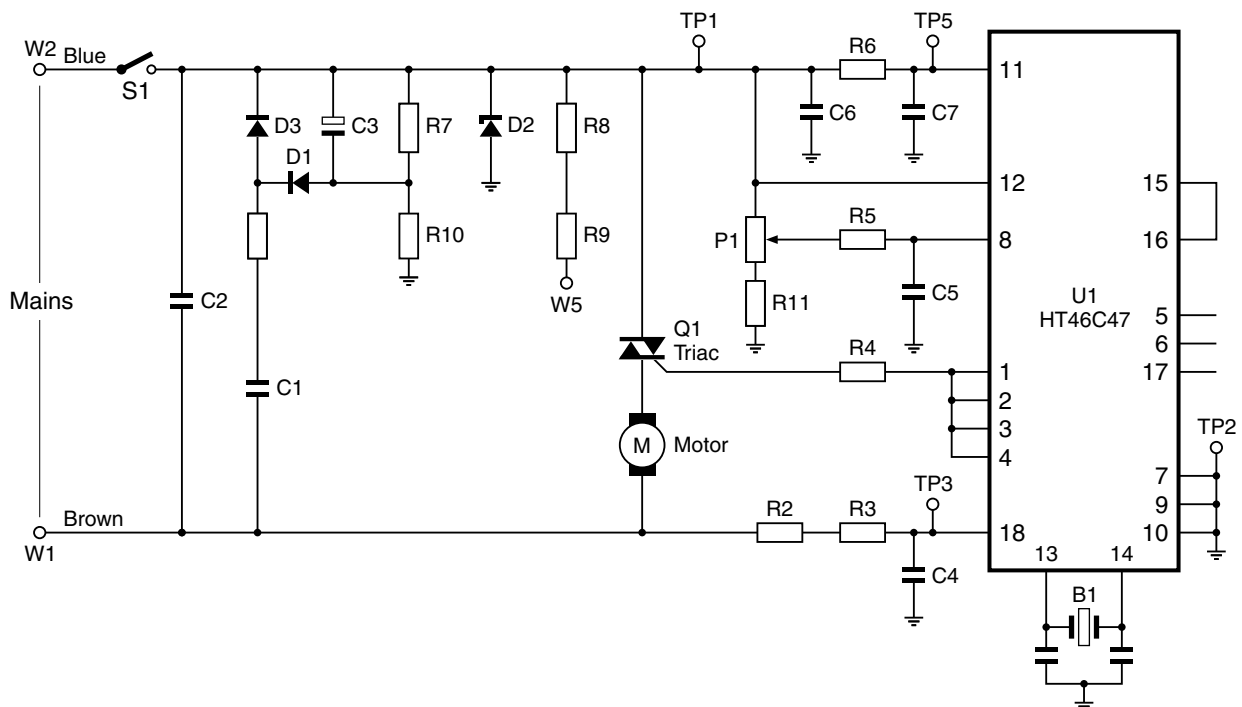 TP1
TP5
W2 Blue
R6
S1
11
D3
C3
R7
D2
R8
C6
C7
D1
12
15
R10
R9
P1
R5
8
16
Mains
C2
W5
R11
C5
U1
HT46C47
5
Q1
Triac
6
R4
C1
1
17
2
M
Motor
3
TP2
4
7
TP3
9
Brown
R2
R3
W1
18
10
C4
13
14
B1